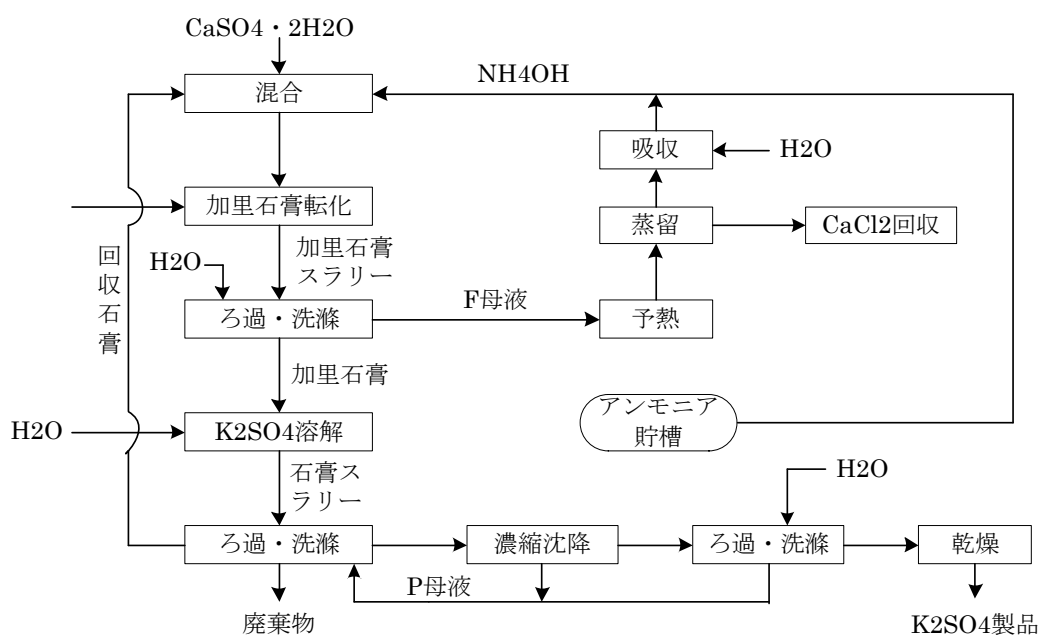 CaSO4・2H2O
NH4OH
混合
吸収
H2O
加里石膏転化
蒸留
CaCl2回収
回収石膏
加里石膏
スラリー
H2O
F母液
ろ過・洗滌
予熱
加里石膏
アンモニア
貯槽
H2O
K2SO4溶解
石膏ス
ラリー
H2O
ろ過・洗滌
濃縮沈降
ろ過・洗滌
乾燥
P母液
廃棄物
K2SO4製品